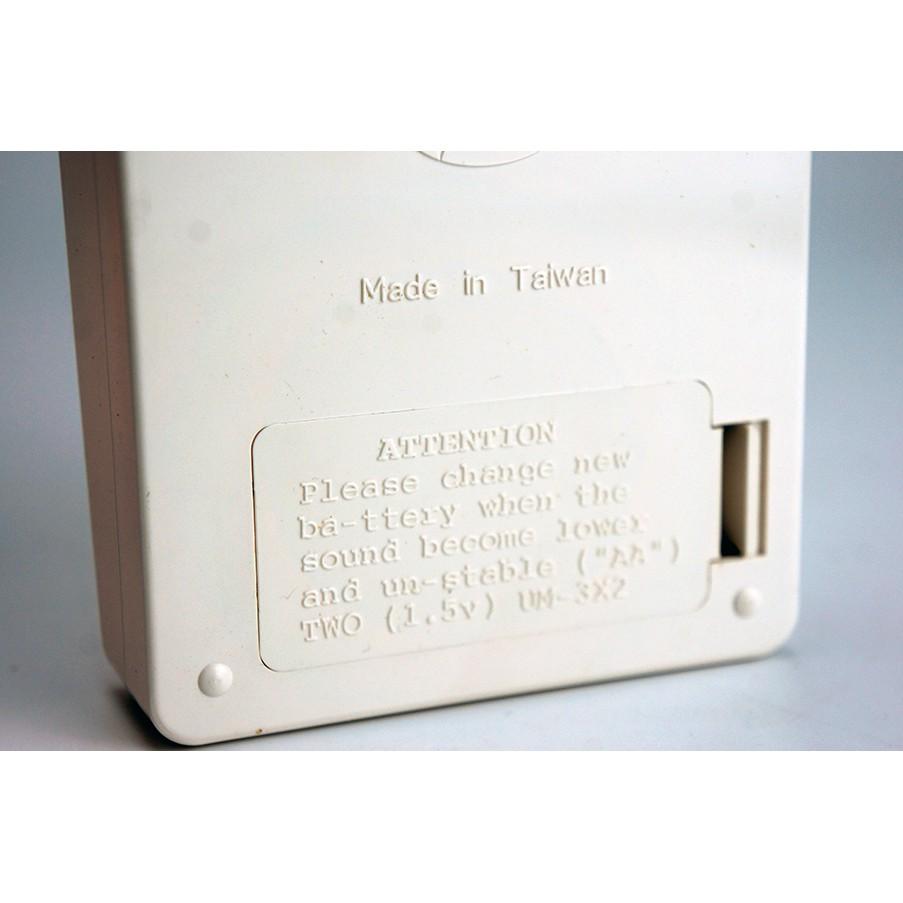 Made in Taiwan
ATTENTION
Please change new
ba-ttery when the
sound become lower
and un-stable ("AA")
TWO (1.5v) UM-3X2